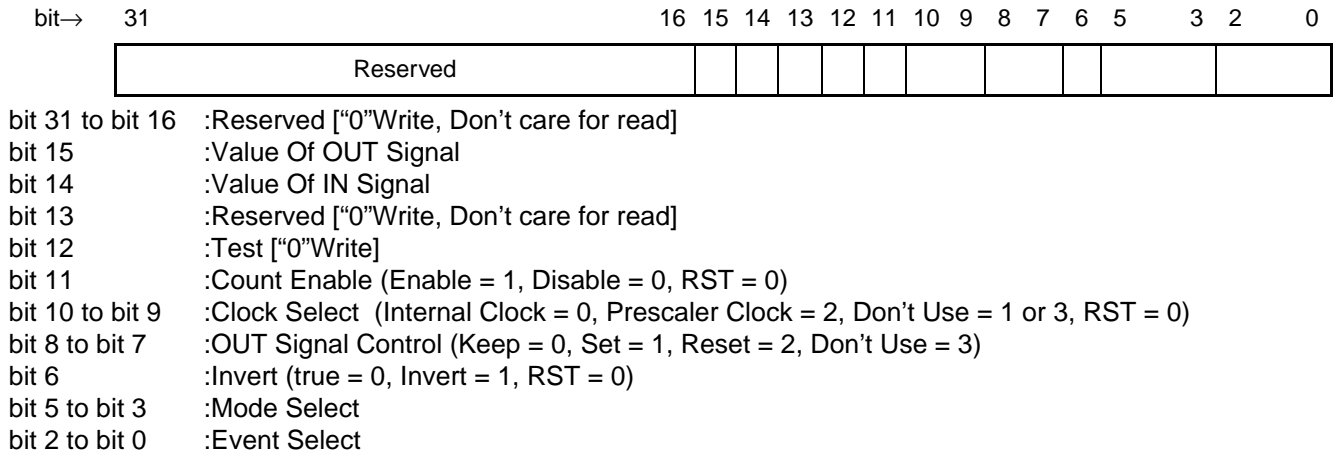 bit→ 31 16 15 14 13 12 11 10 9 8 7 6 5 3 2 0
Reserved
bit 31 to bit 16 :Reserved [“0”Write, Don’t care for read]
bit 15 :Value Of OUT Signal
bit 14 :Value Of IN Signal
bit 13 :Reserved [“0”Write, Don’t care for read]
bit 12 :Test [“0”Write]
bit 11 :Count Enable (Enable = 1, Disable = 0, RST = 0)
bit 10 to bit 9 :Clock Select (Internal Clock = 0, Prescaler Clock = 2, Don’t Use = 1 or 3, RST = 0)
bit 8 to bit 7 :OUT Signal Control (Keep = 0, Set = 1, Reset = 2, Don’t Use = 3)
bit 6 :Invert (true = 0, Invert = 1, RST = 0)
bit 5 to bit 3 :Mode Select
bit 2 to bit 0 :Event Select